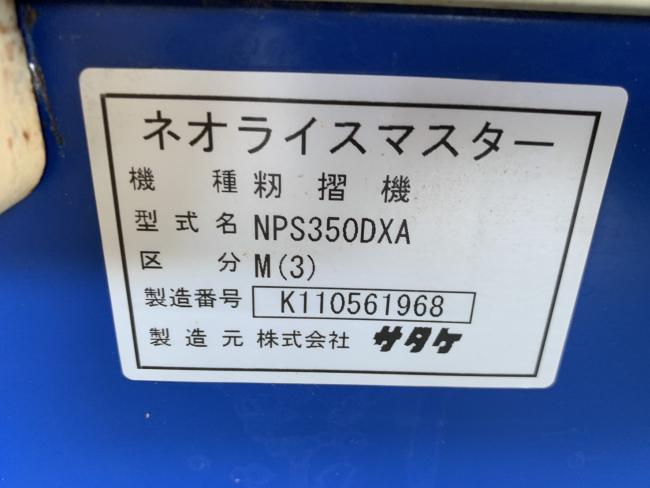 ネオライスマスター
機種 籾摺機
型式名 NPS350DXA
区分 M(3)
製造番号 K110561968
製造元 株式会社 サタケ